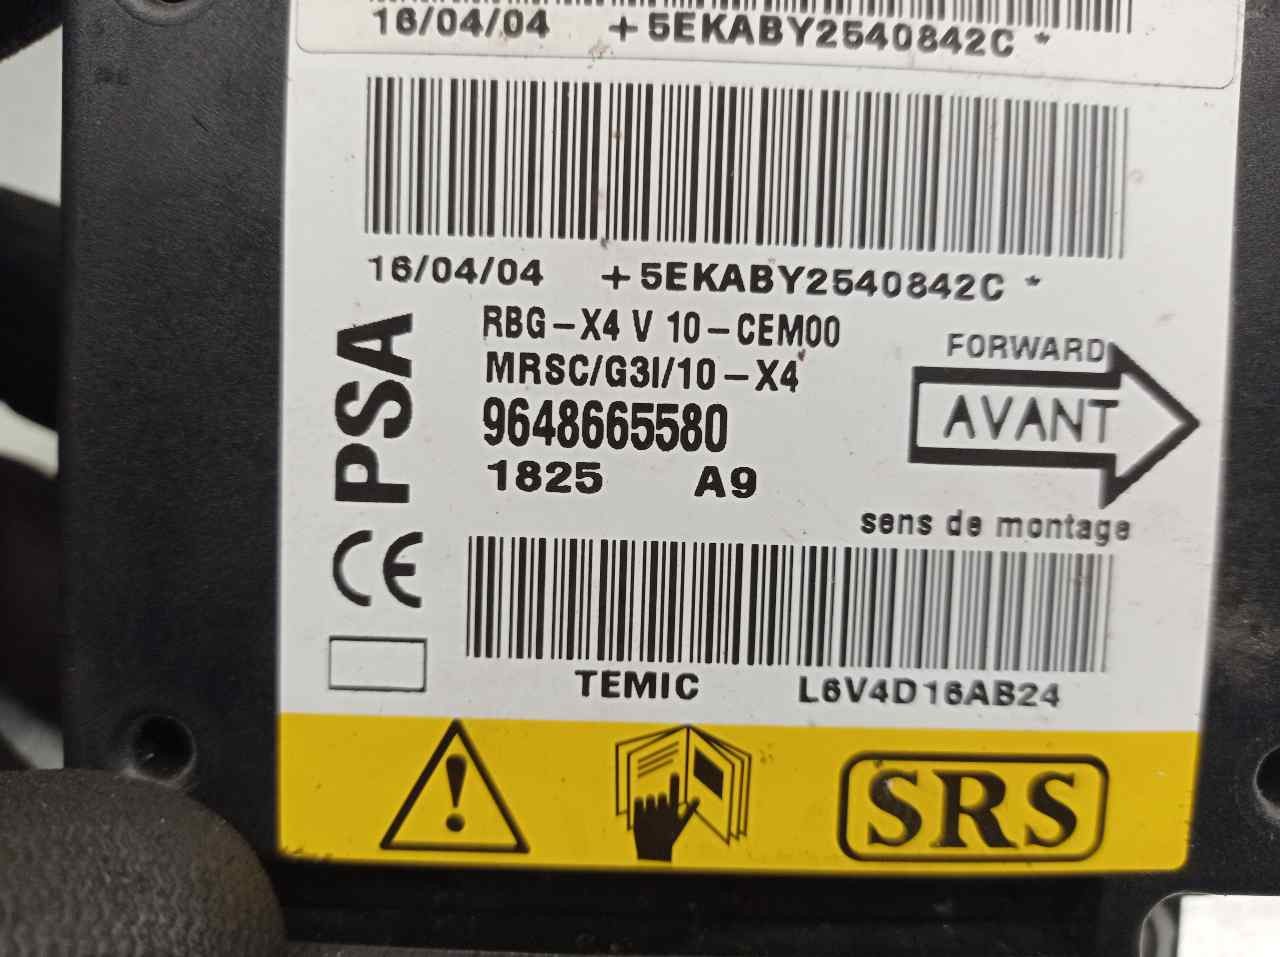 16/04/04 +5EKABY2540842C *
16/04/04 +5EKABY2540842C *
PSA
RBG-X4 V 10-CEM00
MRSC/G3I/10-X4
9648665580
1825 A9
FORWARD
AVANT
sens de montage
CE
TEMIC L6V4D16AB24
SRS